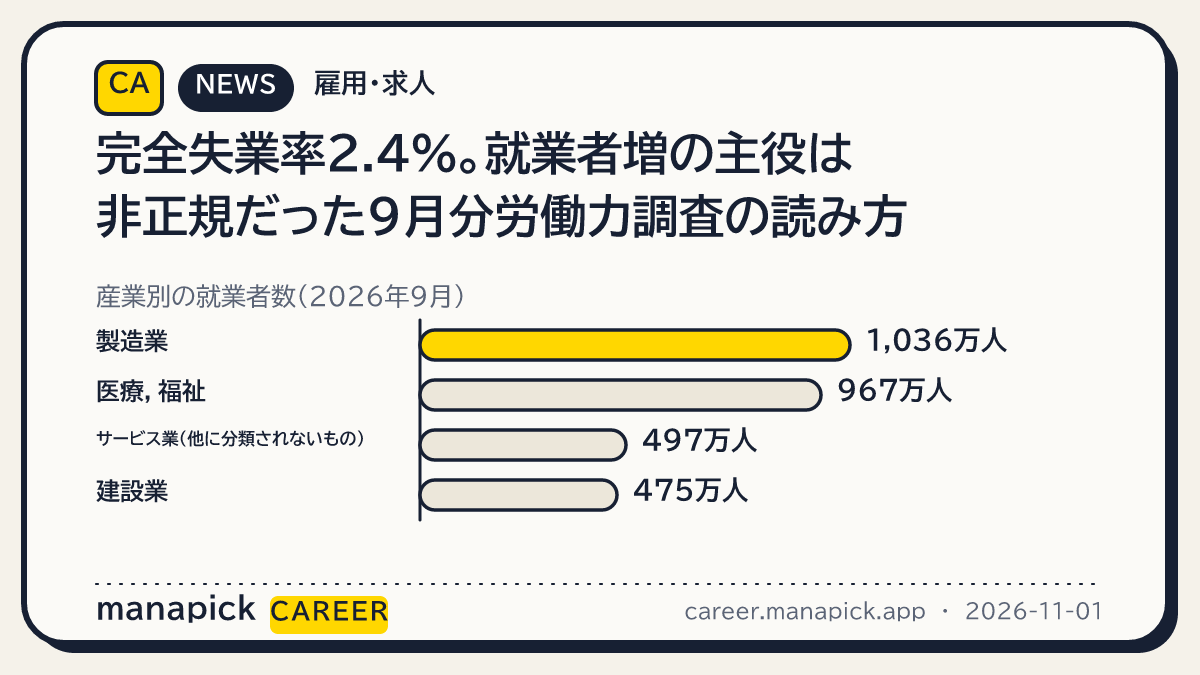 CA NEWS 雇用・求人
完全失業率2.4%。就業者増の主役は
非正規だった9月分労働力調査の読み方
産業別の就業者数(2026年9月)
製造業 1,036万人
医療, 福祉 967万人
サービス業(他に分類されないもの) 497万人
建設業 475万人
manapick CAREER career.manapick.app ・ 2026-11-01